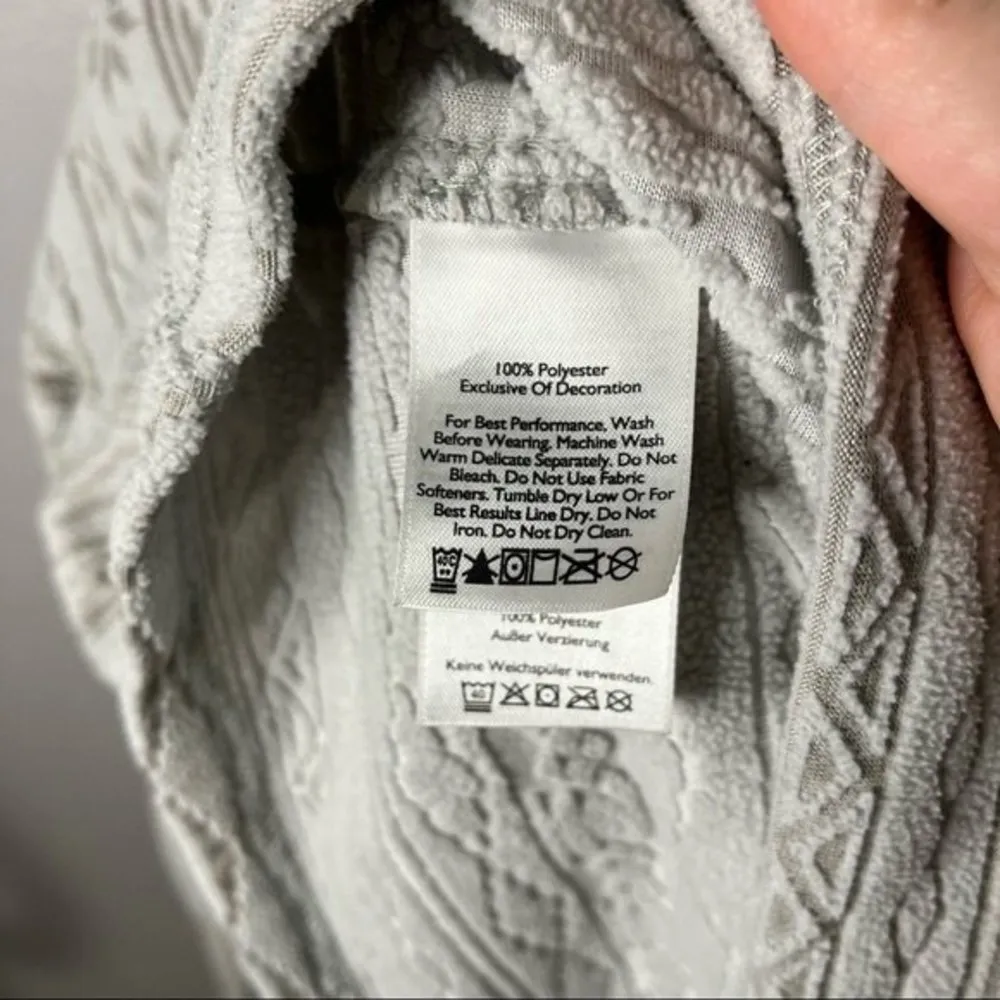 100% Polyester
Exclusive Of Decoration
For Best Performance, Wash
Before Wearing. Machine Wash
Warm Delicate Separately. Do Not
Bleach. Do Not Use Fabric
Softeners. Tumble Dry Low Or For
Best Results Line Dry. Do Not
Iron. Do Not Dry Clean.
40C
100% Polyester
Außer Verzierung
Keine Weichspüler verwenden.
40